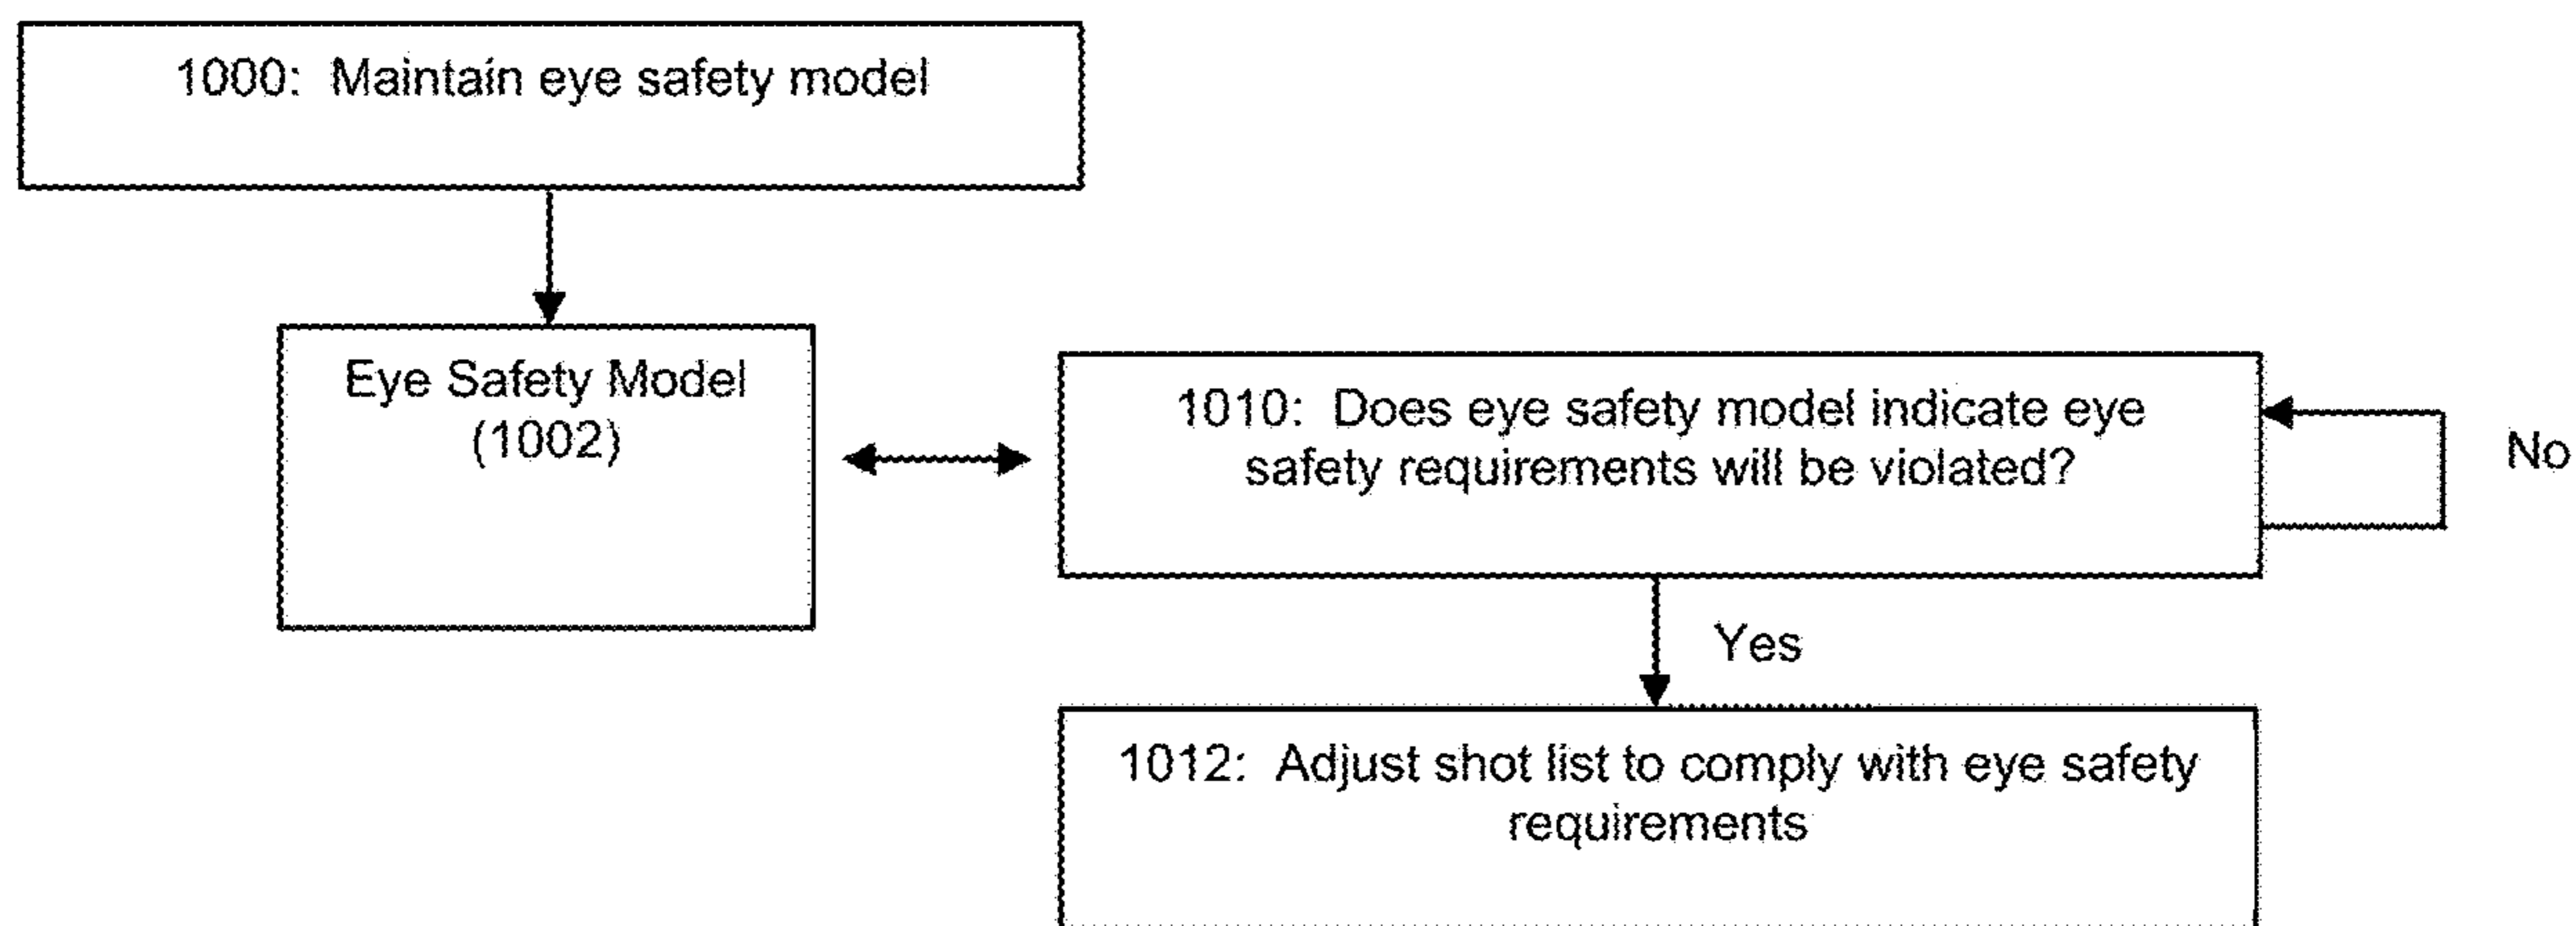 1000: Maintain eye safety model
Eye Safety Model
(1002)
1010: Does eye safety model indicate eye
safety requirements will be violated?
No
Yes
1012: Adjust shot list to comply with eye safety
requirements